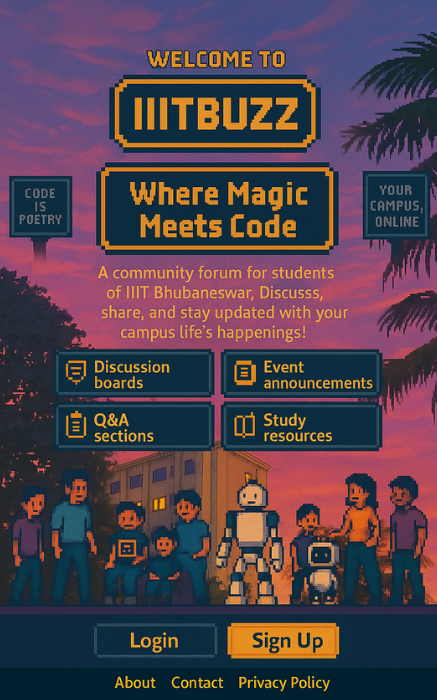 WELCOME TO
IIITBUZZ
Where Magic
Meets Code
CODE
IS
POETRY
YOUR
CAMPUS,
ONLINE
A community forum for students
of IIIT Bhubaneswar, Discusss,
share, and stay updated with your
campus life's happenings!
Discussion
boards
Event
announcements
Q&A
sections
Study
resources
Login
Sign Up
About Contact Privacy Policy